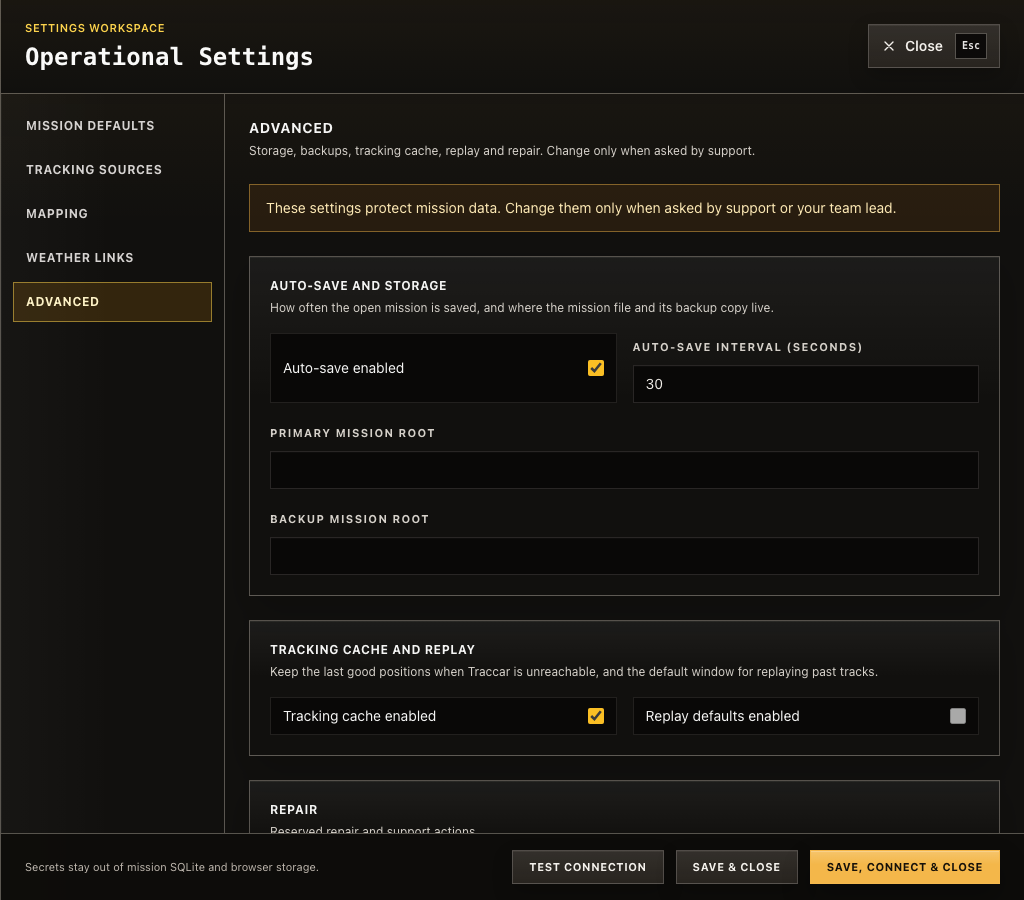 SETTINGS WORKSPACE
Operational Settings
Close Esc
MISSION DEFAULTS
TRACKING SOURCES
MAPPING
WEATHER LINKS
ADVANCED
ADVANCED
Storage, backups, tracking cache, replay and repair. Change only when asked by support.
These settings protect mission data. Change them only when asked by support or your team lead.
AUTO-SAVE AND STORAGE
How often the open mission is saved, and where the mission file and its backup copy live.
Auto-save enabled
AUTO-SAVE INTERVAL (SECONDS)
30
PRIMARY MISSION ROOT
BACKUP MISSION ROOT
TRACKING CACHE AND REPLAY
Keep the last good positions when Traccar is unreachable, and the default window for replaying past tracks.
Tracking cache enabled
Replay defaults enabled
REPAIR
Reserved repair and support actions
Secrets stay out of mission SQLite and browser storage.
TEST CONNECTION
SAVE & CLOSE
SAVE, CONNECT & CLOSE